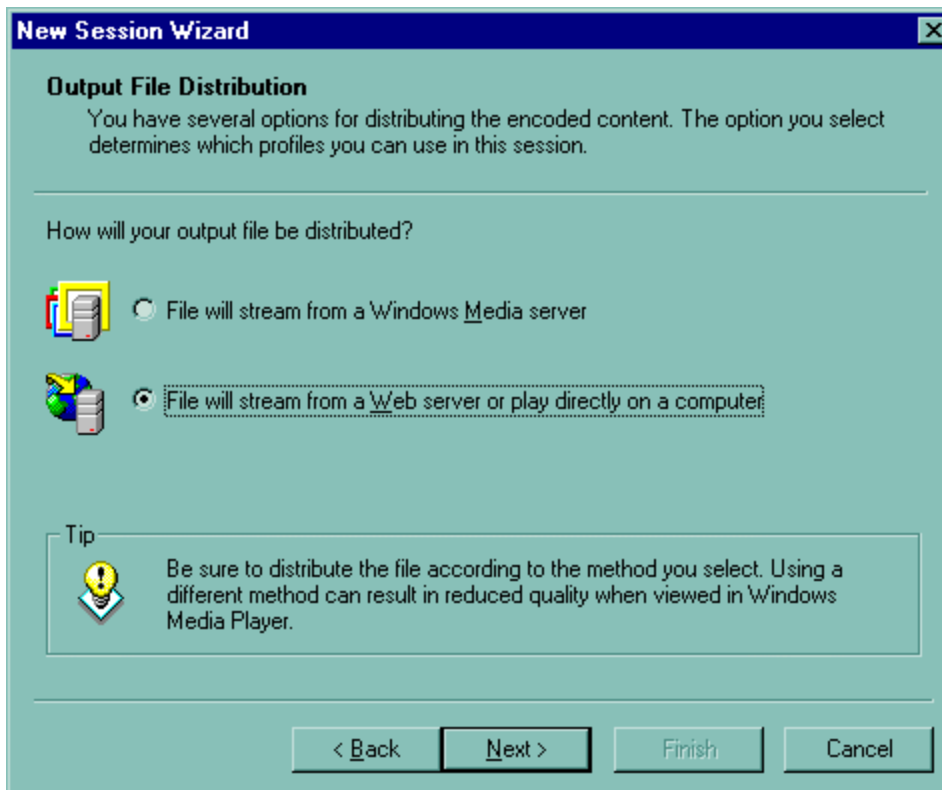 New Session Wizard
Output File Distribution
You have several options for distributing the encoded content. The option you select
determines which profiles you can use in this session.
How will your output file be distributed?
File will stream from a Windows Media server
File will stream from a Web server or play directly on a computer
Tip
Be sure to distribute the file according to the method you select. Using a
different method can result in reduced quality when viewed in Windows
Media Player.
< Back
Next >
Finish
Cancel